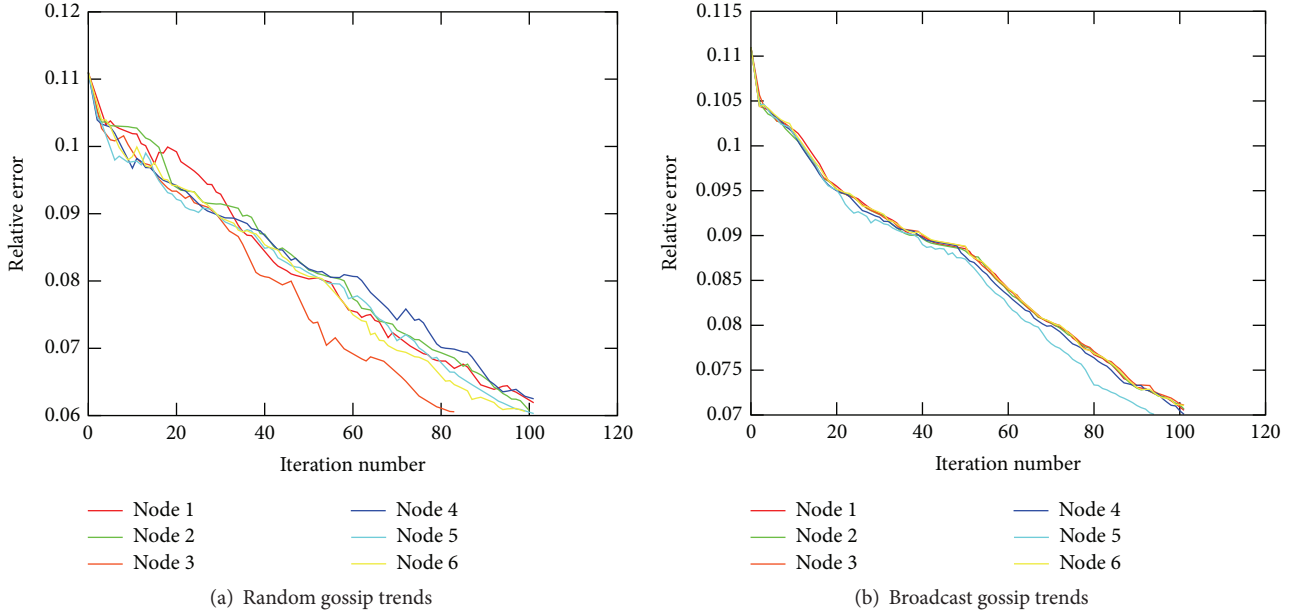 0.12
0.11
0.1
0.09
0.08
0.07
0.06
Relative error
0 20 40 60 80 100 120
Iteration number
Node 1
Node 2
Node 3
Node 4
Node 5
Node 6
(a) Random gossip trends
0.115
0.11
0.105
0.1
0.095
0.09
0.085
0.08
0.075
0.07
Relative error
0 20 40 60 80 100 120
Iteration number
Node 1
Node 2
Node 3
Node 4
Node 5
Node 6
(b) Broadcast gossip trends